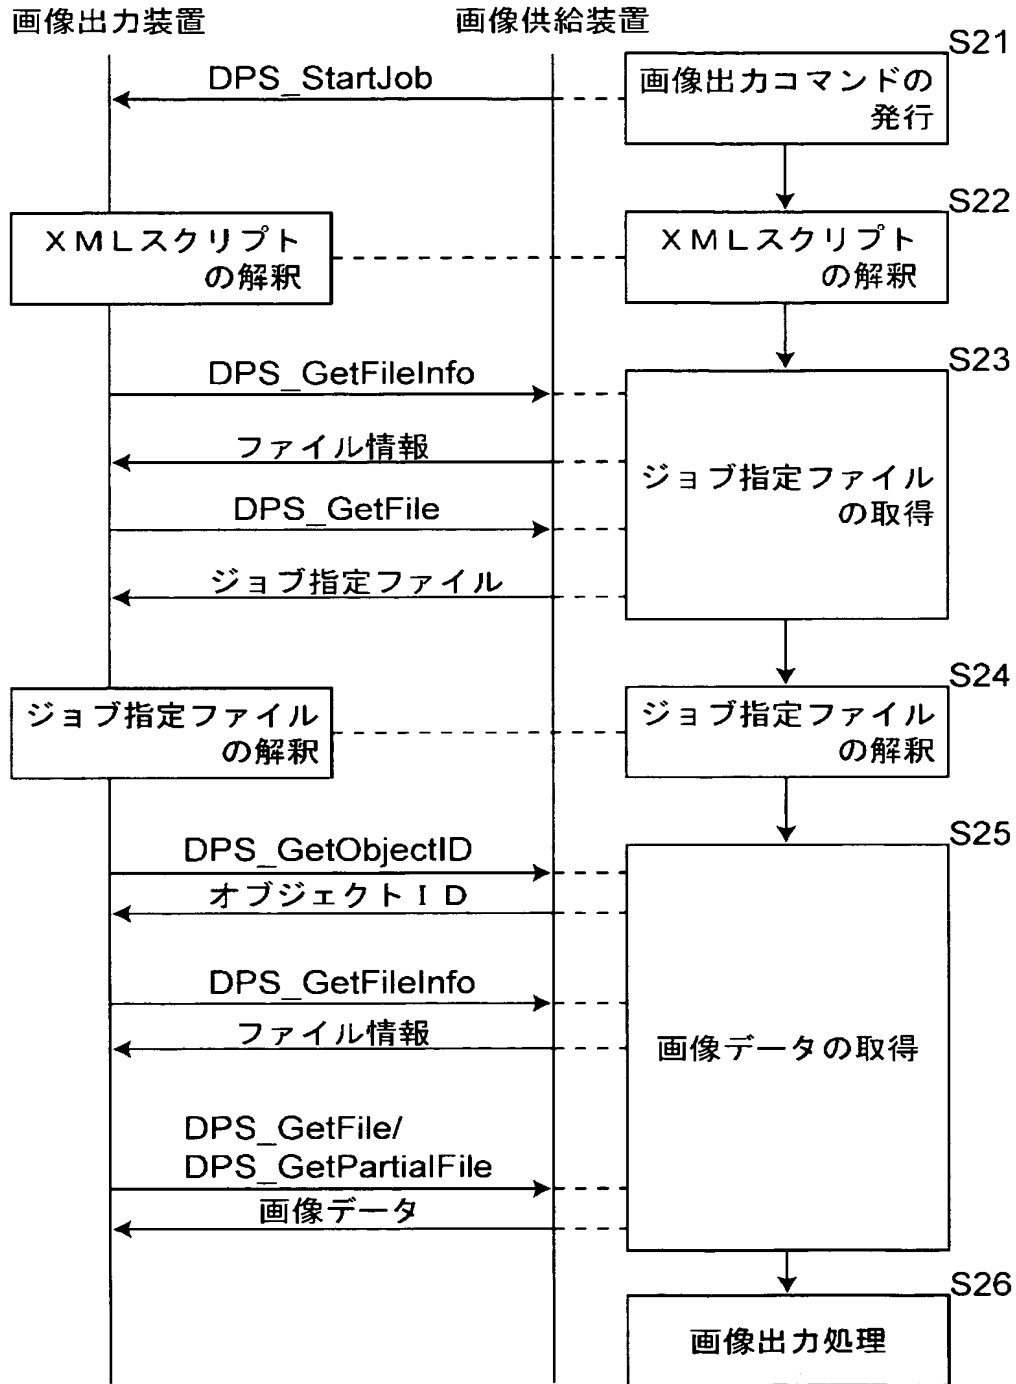 画像出力装置
画像供給装置
S21
DPS_StartJob
画像出力コマンドの
発行
S22
XMLスクリプト
の解釈
XMLスクリプト
の解釈
S23
DPS_GetFileInfo
ファイル情報
ジョブ指定ファイル
の取得
DPS_GetFile
ジョブ指定ファイル
S24
ジョブ指定ファイル
の解釈
ジョブ指定ファイル
の解釈
S25
DPS_GetObjectID
オブジェクトID
DPS_GetFileInfo
ファイル情報
画像データの取得
DPS_GetFile/
DPS_GetPartialFile
画像データ
S26
画像出力処理